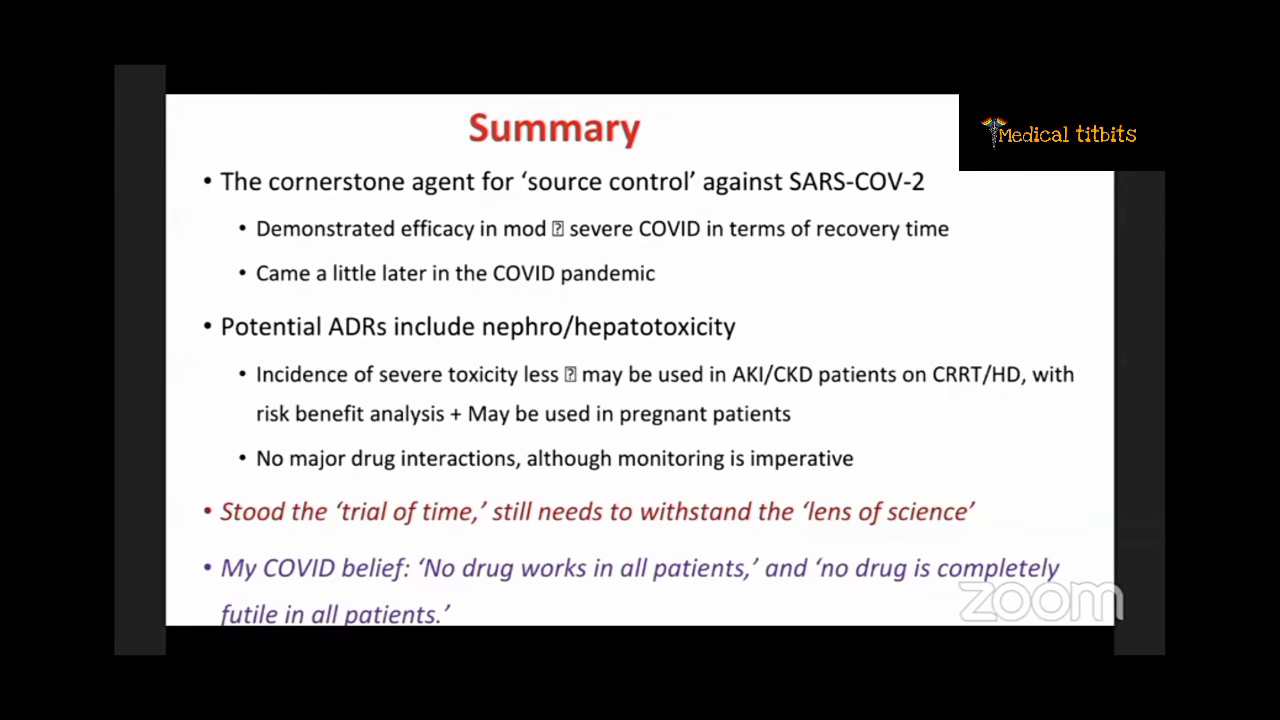 Summary
Medical titbits
• The cornerstone agent for ‘source control’ against SARS-COV-2
• Demonstrated efficacy in mod ⍰ severe COVID in terms of recovery time
• Came a little later in the COVID pandemic
• Potential ADRs include nephro/hepatotoxicity
• Incidence of severe toxicity less ⍰ may be used in AKI/CKD patients on CRRT/HD, with
risk benefit analysis + May be used in pregnant patients
• No major drug interactions, although monitoring is imperative
• Stood the ‘trial of time,’ still needs to withstand the ‘lens of science’
• My COVID belief: ‘No drug works in all patients,’ and ‘no drug is completely
futile in all patients.’
zoom